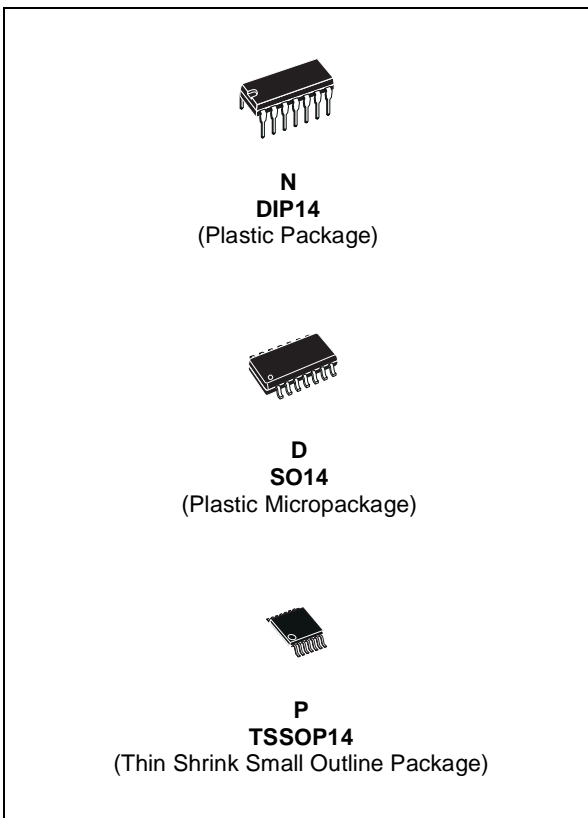 N
DIP14
(Plastic Package)
D
SO14
(Plastic Micropackage)
P
TSSOP14
(Thin Shrink Small Outline Package)